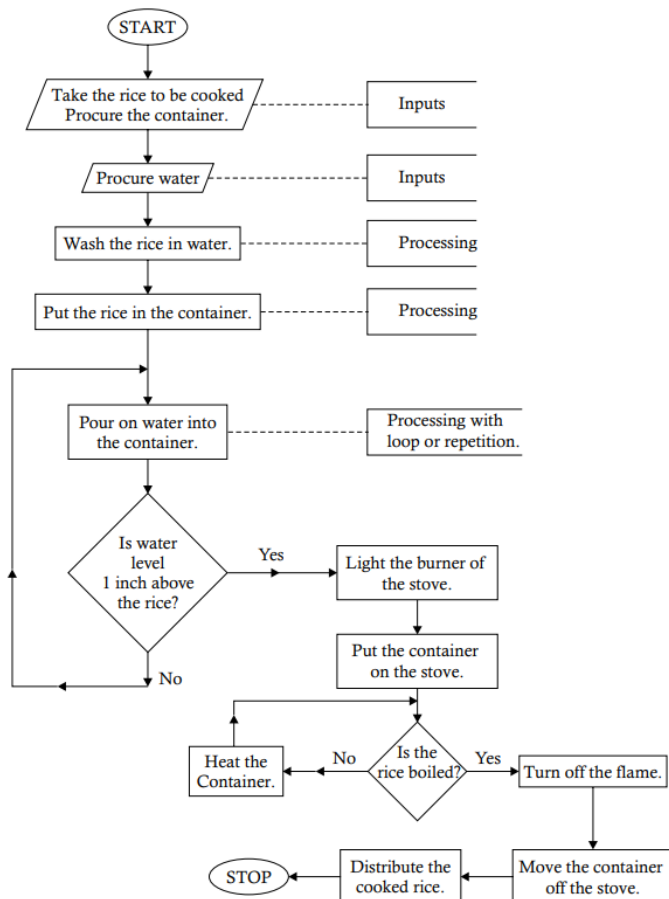 START
Take the rice to be cooked
Procure the container.
Inputs
Procure water
Inputs
Wash the rice in water.
Processing
Put the rice in the container.
Processing
Pour on water into
the container.
Processing with
loop or repetition.
Is water
level
1 inch above
the rice?
Yes
No
Light the burner of
the stove.
Put the container
on the stove.
Is the
rice boiled?
No
Heat the
Container.
Yes
Turn off the flame.
Move the container
off the stove.
Distribute the
cooked rice.
STOP